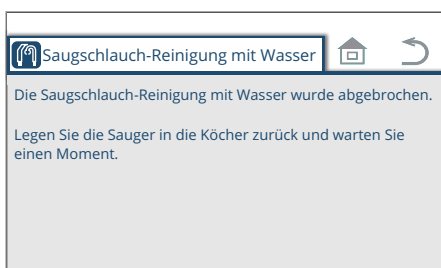 Saugschlauch-Reinigung mit Wasser
Die Saugschlauch-Reinigung mit Wasser wurde abgebrochen.
Legen Sie die Sauger in die Köcher zurück und warten Sie
einen Moment.